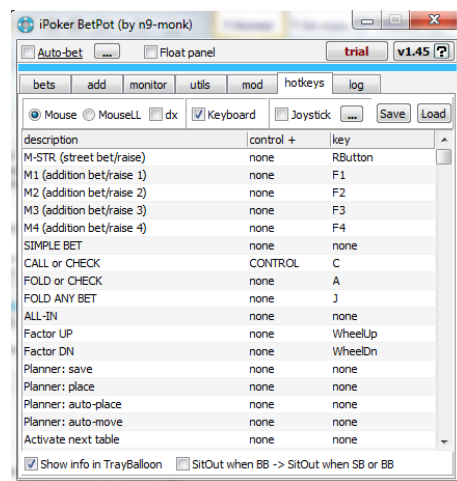 iPoker BetPot (by n9-monk)
Auto-bet ... Float panel trial v1.45 ?
bets add monitor utils mod hotkeys log
Mouse MouseLL dx Keyboard Joystick ... Save Load
description control + key
M-STR (street bet/raise) none RButton
M1 (addition bet/raise 1) none F1
M2 (addition bet/raise 2) none F2
M3 (addition bet/raise 3) none F3
M4 (addition bet/raise 4) none F4
SIMPLE BET none none
CALL or CHECK CONTROL C
FOLD or CHECK none A
FOLD ANY BET none J
ALL-IN none none
Factor UP none WheelUp
Factor DN none WheelDn
Planner: save none none
Planner: place none none
Planner: auto-place none none
Planner: auto-move none none
Activate next table none none
Show info in TrayBalloon SitOut when BB -> SitOut when SB or BB